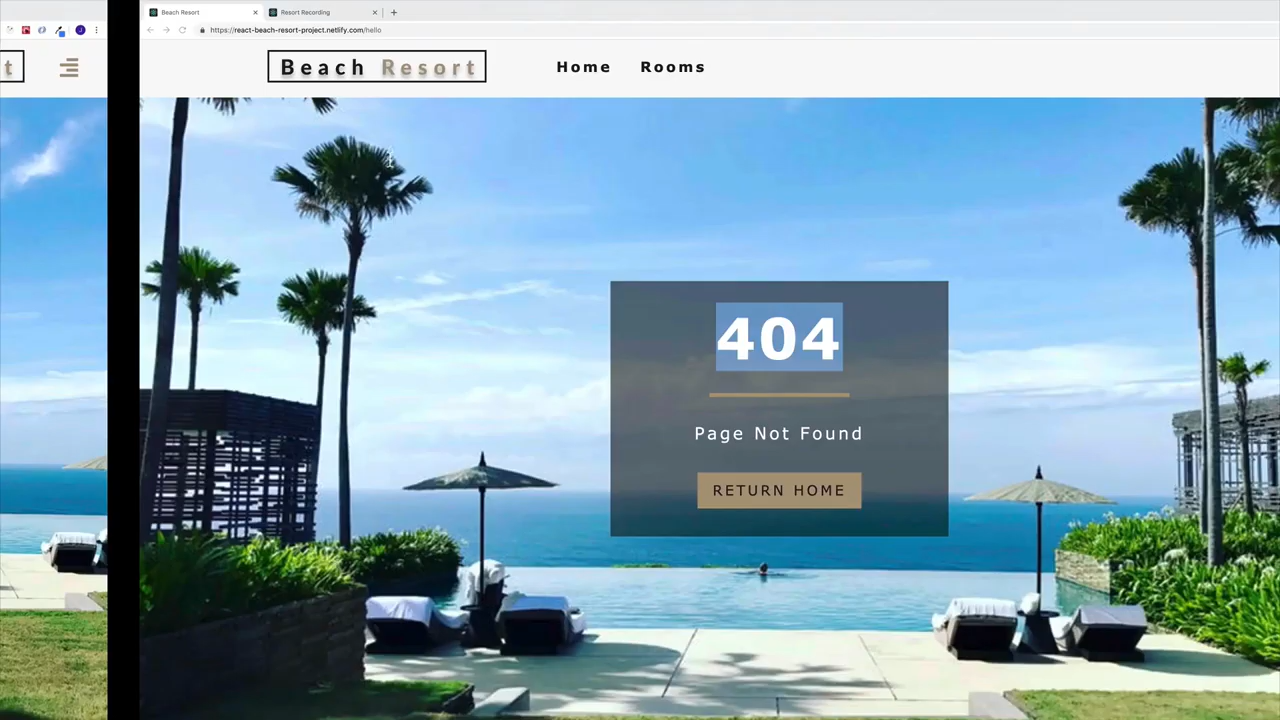 Beach Resort
Resort Recording
https://react-beach-resort-project.netlify.com/hello
J
t
Beach Resort
Home
Rooms
404
Page Not Found
RETURN HOME